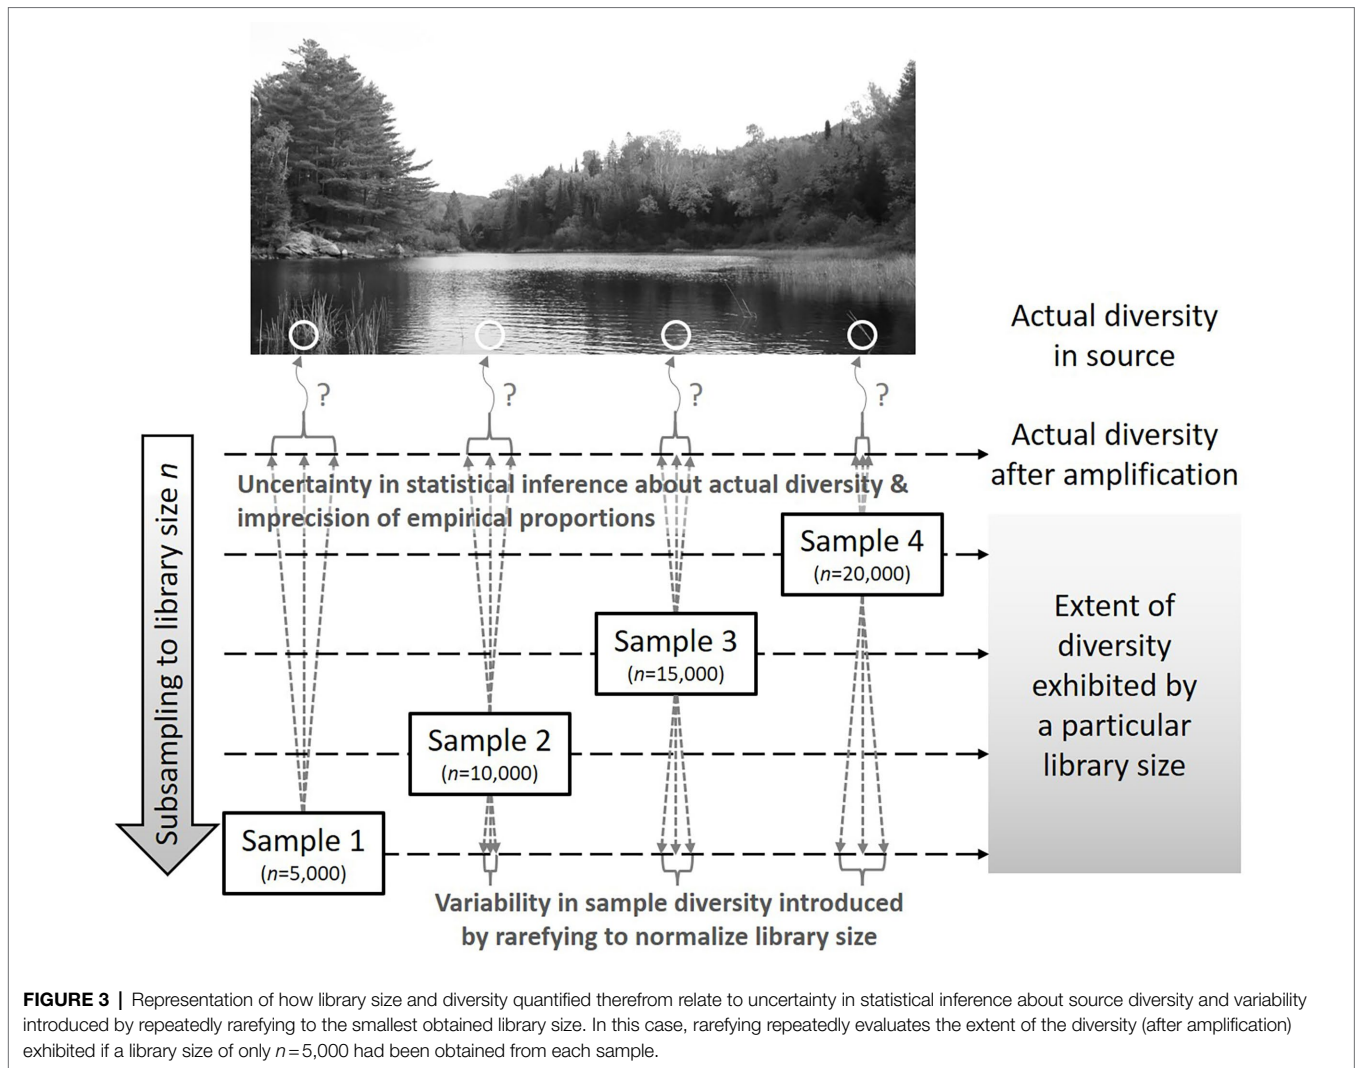 Actual diversity
in source
?
?
?
?
Actual diversity
after amplification
Uncertainty in statistical inference about actual diversity &
imprecision of empirical proportions
Subsampling to library size n
Sample 4
(n=20,000)
Sample 3
(n=15,000)
Sample 2
(n=10,000)
Sample 1
(n=5,000)
Extent of
diversity
exhibited by
a particular
library size
Variability in sample diversity introduced
by rarefying to normalize library size
FIGURE 3 | Representation of how library size and diversity quantified therefrom relate to uncertainty in statistical inference about source diversity and variability
introduced by repeatedly rarefying to the smallest obtained library size. In this case, rarefying repeatedly evaluates the extent of the diversity (after amplification)
exhibited if a library size of only n = 5,000 had been obtained from each sample.